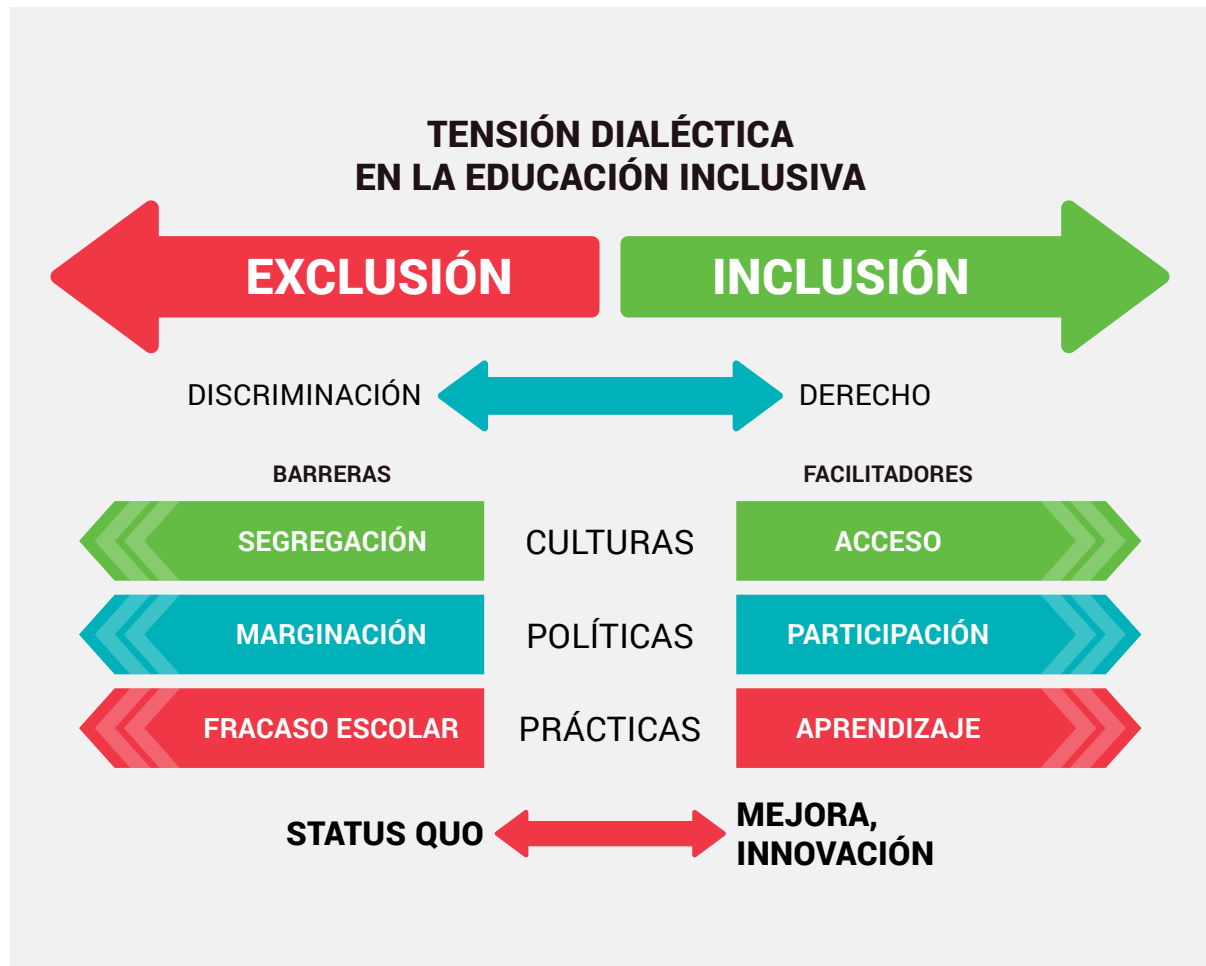 TENSIÓN DIALÉCTICA
EN LA EDUCACIÓN INCLUSIVA
EXCLUSIÓN
INCLUSIÓN
DISCRIMINACIÓN
DERECHO
BARRERAS
FACILITADORES
SEGREGACIÓN
CULTURAS
ACCESO
MARGINACIÓN
POLÍTICAS
PARTICIPACIÓN
FRACASO ESCOLAR
PRÁCTICAS
APRENDIZAJE
STATUS QUO
MEJORA,
INNOVACIÓN